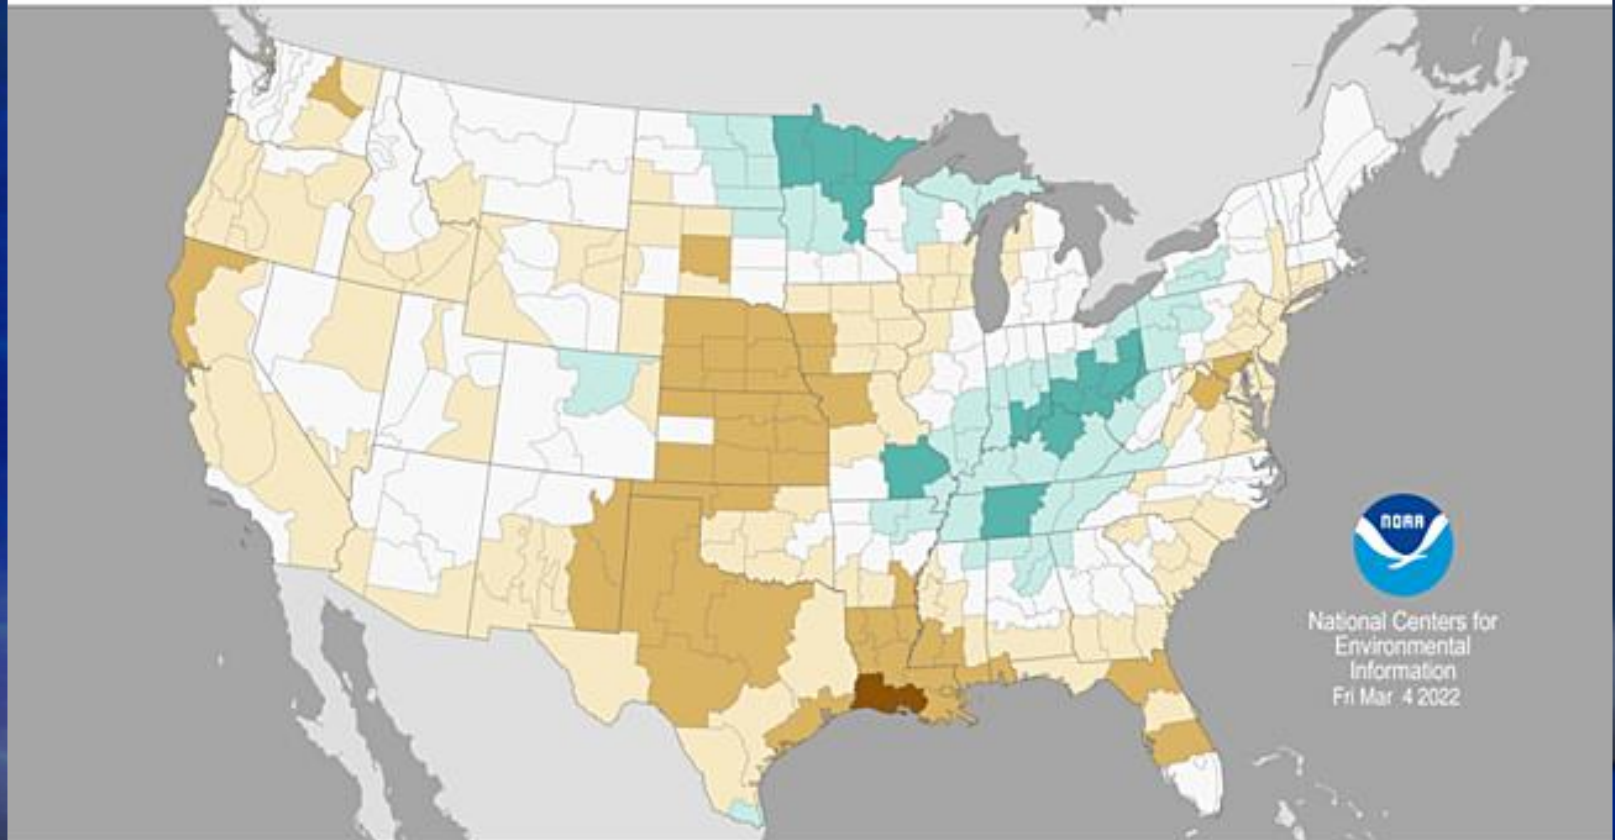 NOAA
National Centers for
Environmental
Information
Fri Mar 4 2022